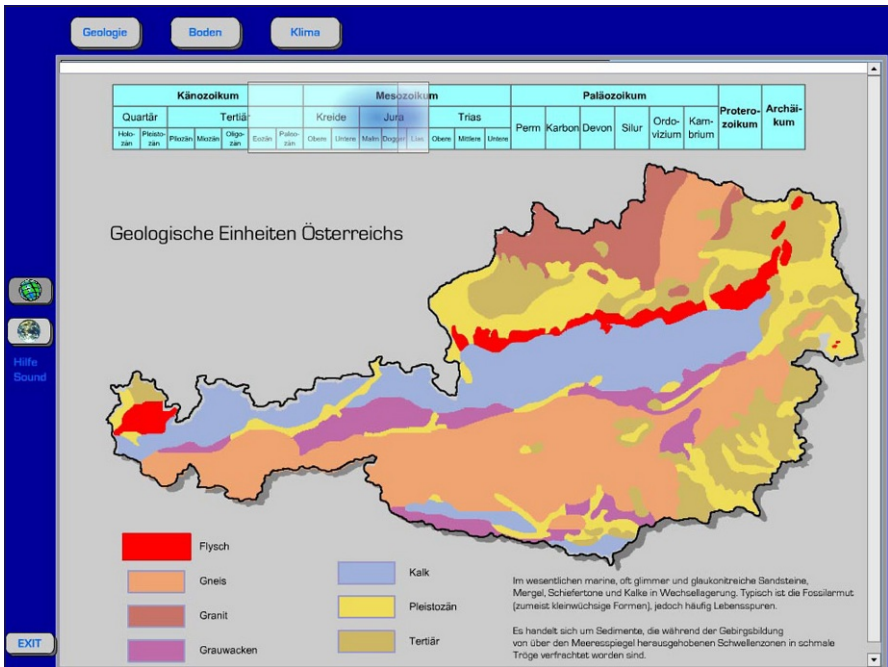 Geologie Boden Klima
Känozoikum Mesozoikum Paläozoikum Protero-zoikum Archäi-kum
Quartär Tertiär Kreide Jura Trias Perm Karbon Devon Silur Ordo-vizium Kam-brium
Holo-zän Pleisto-zän Pliozän Miozän Oligo-zän Eozän Paleo-zän Obere Untere Malm Dogger Lias Obere Mittlere Untere
Geologische Einheiten Österreichs
Hilfe
Sound
Flysch
Gneis
Granit
Grauwacken
Kalk
Pleistozän
Tertiär
Im wesentlichen marine, oft glimmer und glaukonitreiche Sandsteine,
Mergel, Schiefertone und Kalke in Wechsellagerung. Typisch ist die Fossilarmut
(zumeist kleinwüchsige Formen), jedoch häufig Lebensspuren.
Es handelt sich um Sedimente, die während der Gebirgsbildung
von über den Meeresspiegel herausgehobenen Schwellenzonen in schmale
Tröge verfrachtet worden sind.
EXIT